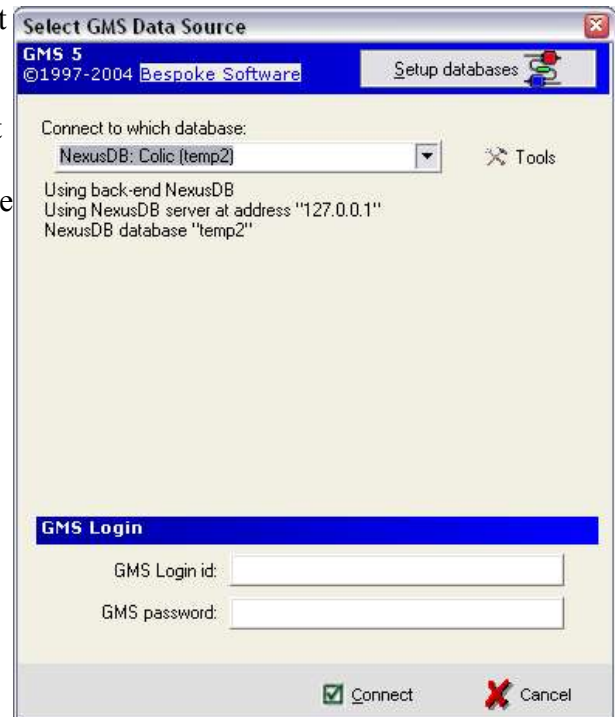 t
Select GMS Data Source
GMS 5
©1997-2004 Bespoke Software
Setup databases
t
Connect to which database:
NexusDB: Colic (temp2)
Tools
e
Using back-end NexusDB
Using NexusDB server at address "127.0.0.1"
NexusDB database "temp2"
GMS Login
GMS Login id:
GMS password:
Connect
Cancel